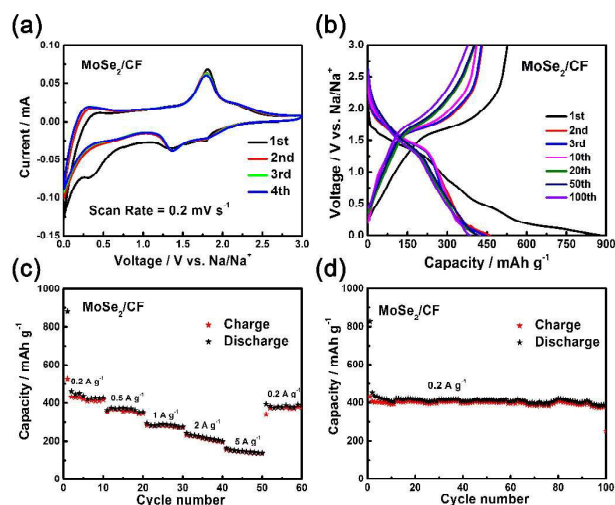 (a)
MoSe2/CF
Current / mA
0.10
0.05
0.00
-0.05
-0.10
-0.15
1st
2nd
3rd
4th
Scan Rate = 0.2 mV s-1
0.0 0.5 1.0 1.5 2.0 2.5 3.0
Voltage / V vs. Na/Na+
(b)
MoSe2/CF
Voltage / V vs. Na/Na+
3.0
2.5
2.0
1.5
1.0
0.5
0.0
1st
2nd
3rd
10th
20th
50th
100th
0 150 300 450 600 750 900
Capacity / mAh g-1
(c)
MoSe2/CF
Capacity / mAh g-1
1000
800
600
400
200
0
Charge
Discharge
0.2 A g-1
0.5 A g-1
1 A g-1
2 A g-1
5 A g-1
0.2 A g-1
0 10 20 30 40 50 60
Cycle number
(d)
MoSe2/CF
Capacity / mAh g-1
1000
800
600
400
200
0
Charge
Discharge
0.2 A g-1
0 20 40 60 80 100
Cycle number